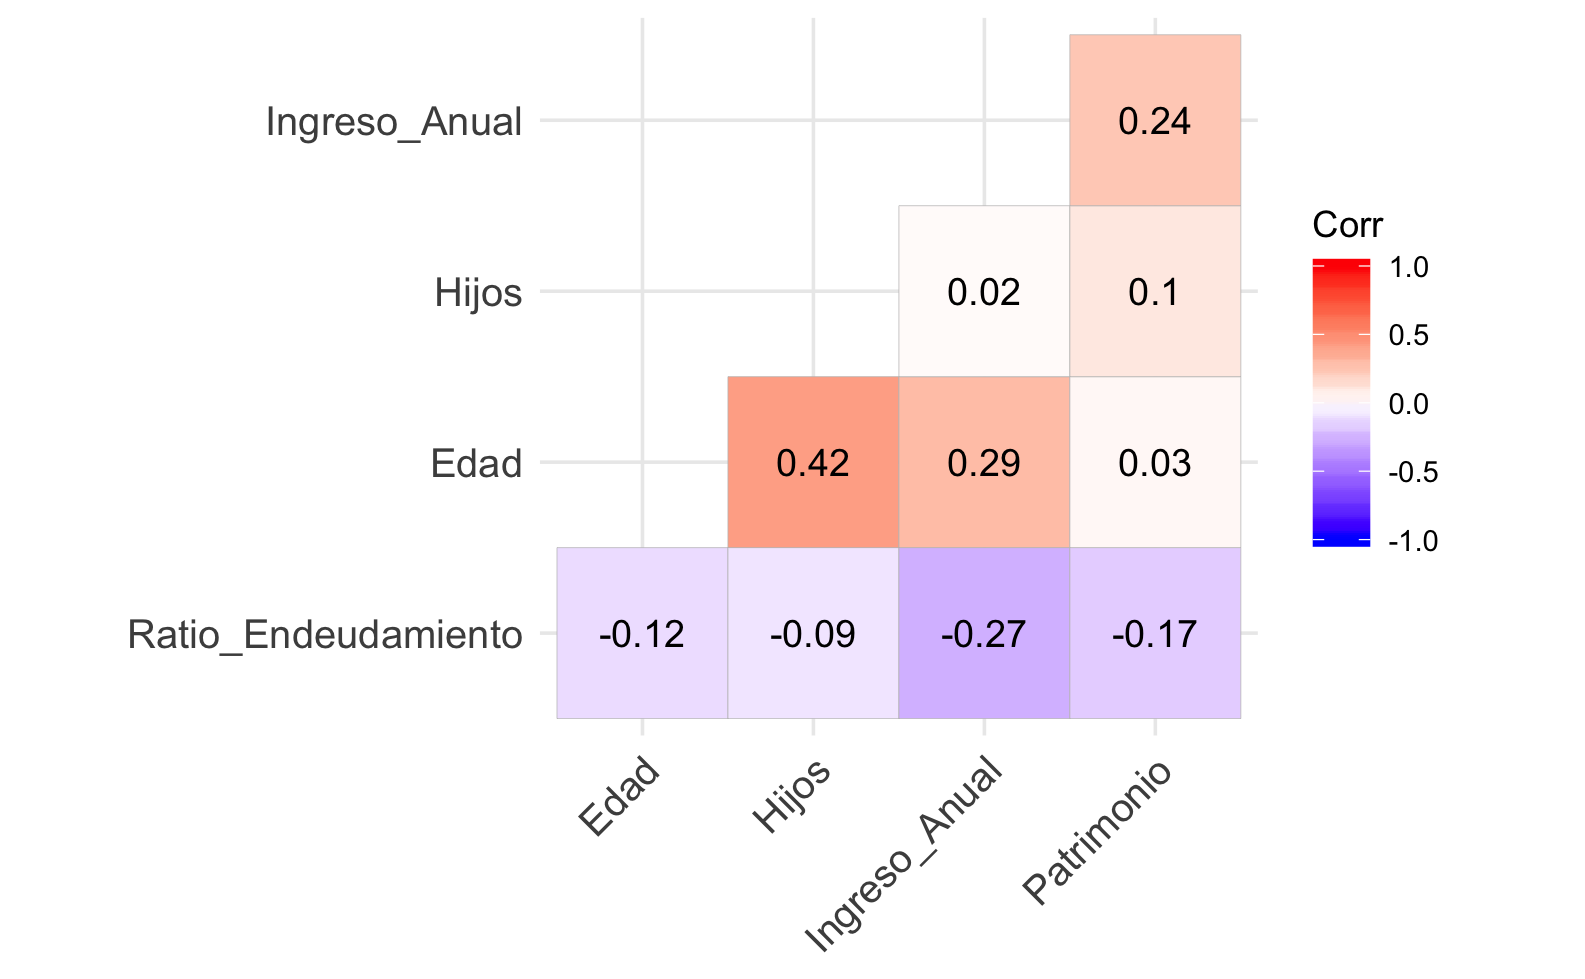 Ingreso_Anual
0.24
Hijos
0.02 0.1
Edad
0.42 0.29 0.03
Ratio_Endeudamiento
-0.12 -0.09 -0.27 -0.17
Edad
Hijos
Ingreso_Anual
Patrimonio
Corr
1.0
0.5
0.0
-0.5
-1.0